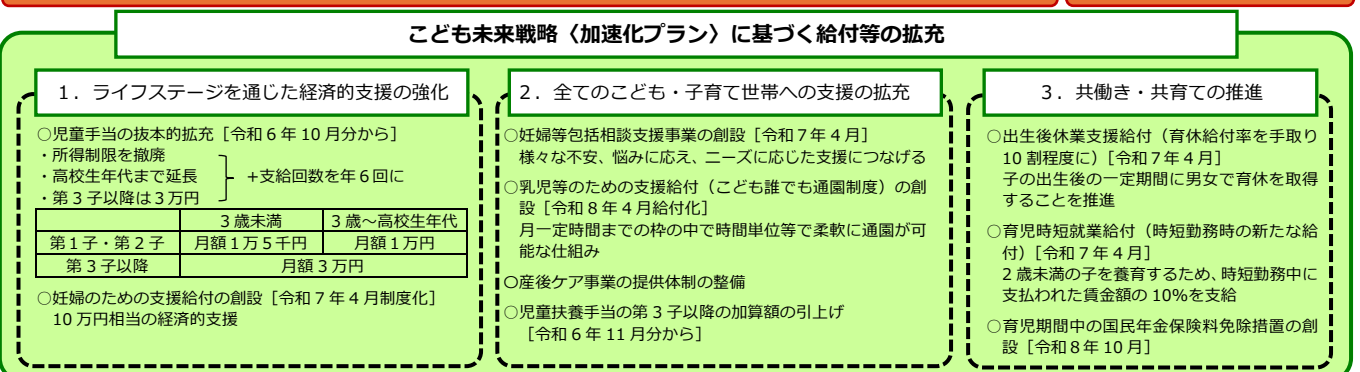 こども未来戦略〈加速化プラン〉に基づく給付等の拡充
1．ライフステージを通じた経済的支援の強化
○児童手当の抜本的拡充［令和６年10月分から］
・所得制限を撤廃
・高校生年代まで延長
・第３子以降は３万円
+支給回数を年６回に
３歳未満 ３歳～高校生年代
第１子・第２子 月額１万５千円 月額１万円
第３子以降 月額３万円
○妊婦のための支援給付の創設［令和７年４月制度化］
10万円相当の経済的支援
2．全てのこども・子育て世帯への支援の拡充
○妊婦等包括相談支援事業の創設［令和７年４月］
様々な不安、悩みに応え、ニーズに応じた支援につなげる
○乳児等のための支援給付（こども誰でも通園制度）の創
設［令和８年４月給付化］
月一定時間までの枠の中で時間単位等で柔軟に通園が可
能な仕組み
○産後ケア事業の提供体制の整備
○児童扶養手当の第３子以降の加算額の引上げ
［令和６年11月分から］
3．共働き・共育ての推進
○出生後休業支援給付（育休給付率を手取り
10割程度に）［令和７年４月］
子の出生後の一定期間に男女で育休を取得
することを推進
○育児時短就業給付（時短勤務時の新たな給
付）［令和７年４月］
２歳未満の子を養育するため、時短勤務中に
支払われた賃金額の10%を支給
○育児期間中の国民年金保険料免除措置の創
設［令和８年10月］